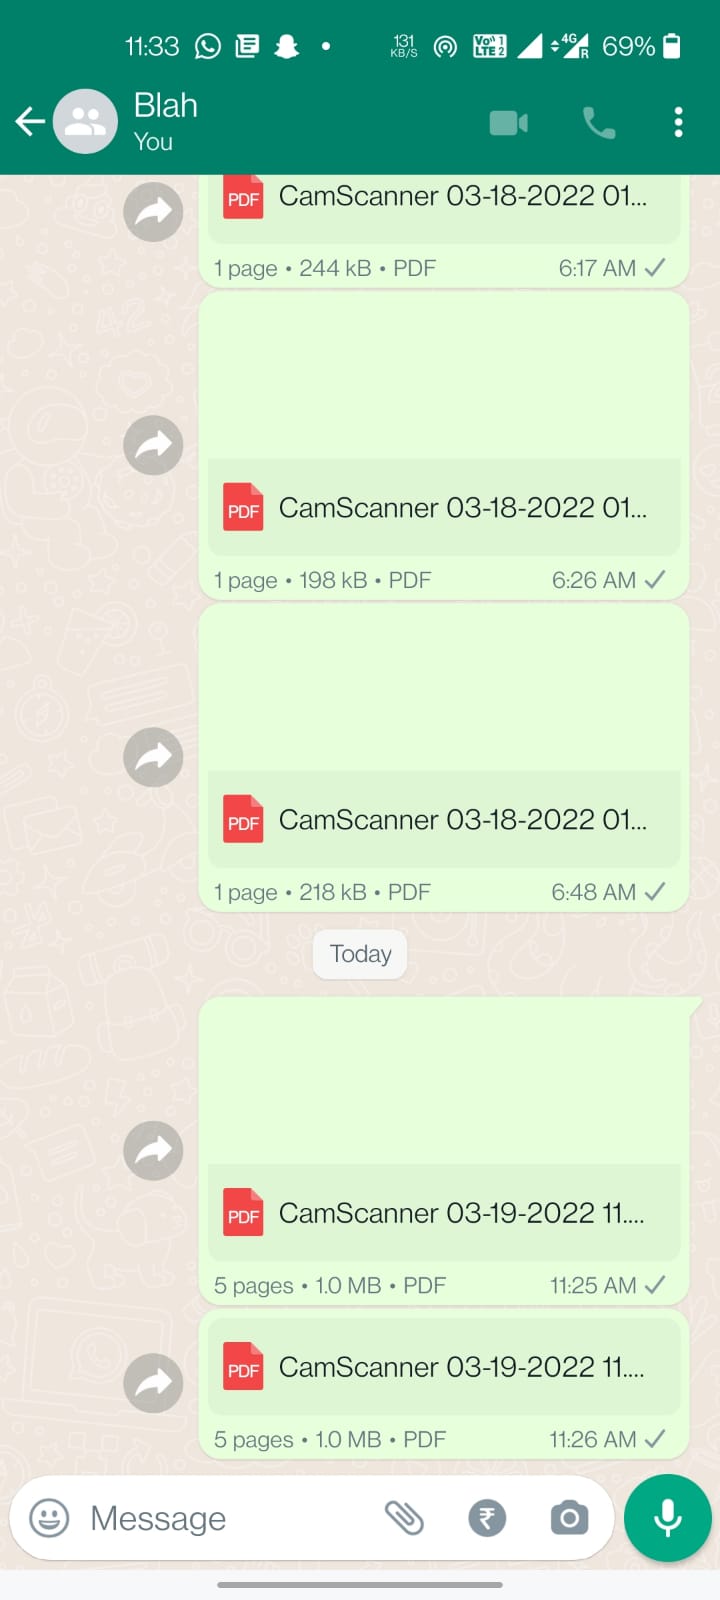 11:33 131 KB/S Vo)) 1 LTE 2 4G R 69%
Blah
You
PDF CamScanner 03-18-2022 01...
1 page • 244 kB • PDF 6:17 AM
PDF CamScanner 03-18-2022 01...
1 page • 198 kB • PDF 6:26 AM
PDF CamScanner 03-18-2022 01...
1 page • 218 kB • PDF 6:48 AM
Today
PDF CamScanner 03-19-2022 11....
5 pages • 1.0 MB • PDF 11:25 AM
PDF CamScanner 03-19-2022 11....
5 pages • 1.0 MB • PDF 11:26 AM
Message ₹